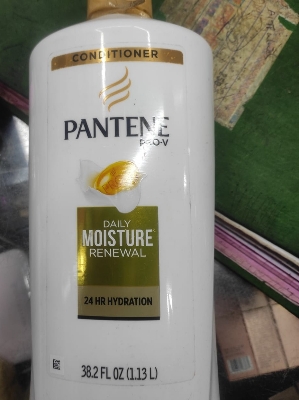 CONDITIONER
PANTENE
PRO-V
DAILY
MOISTURE
RENEWAL
24 HR HYDRATION
38.2 FL OZ (1.13 L)